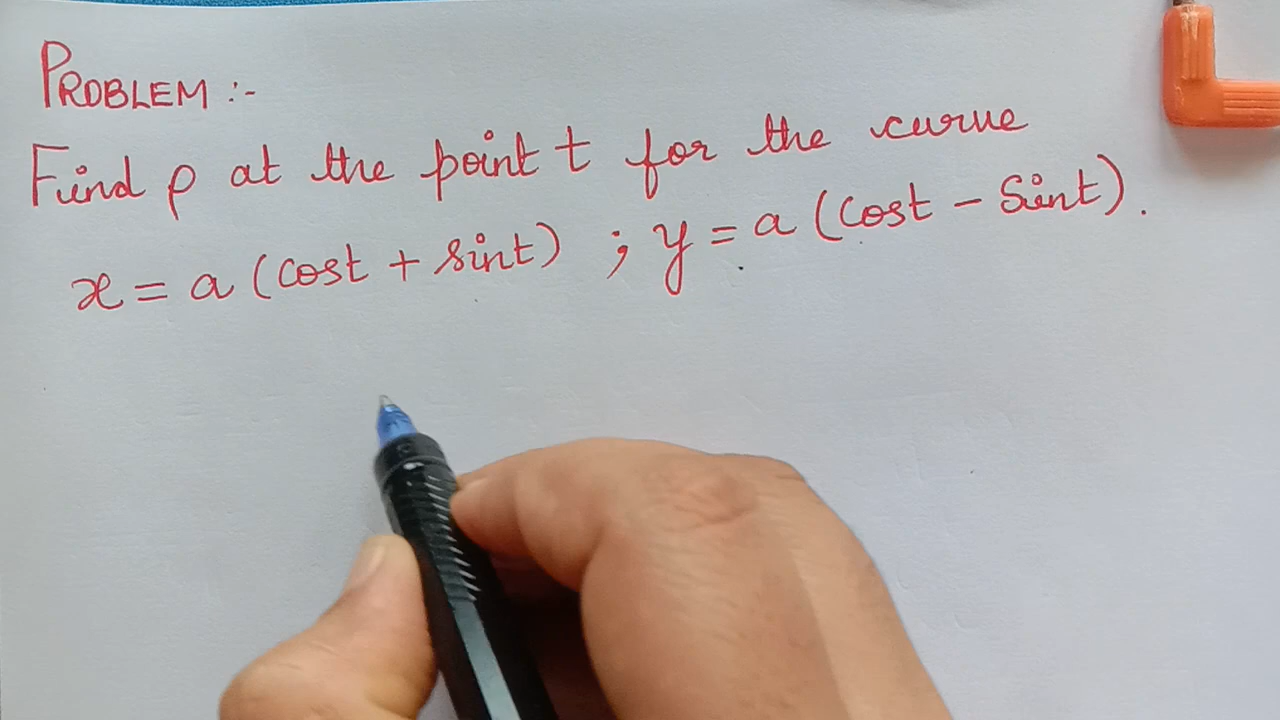 PROBLEM :-
Find ρ at the point t for the curve
x = a (cost + sint) ; y = a (cost - sint).